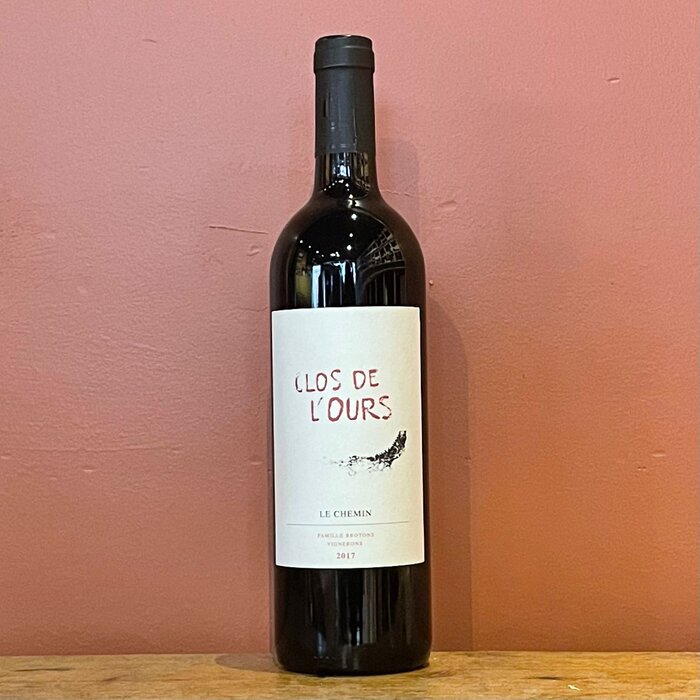 CLOS DE
L'OURS
LE CHEMIN
FAMILLE BROTONS
VIGNERONS
2017